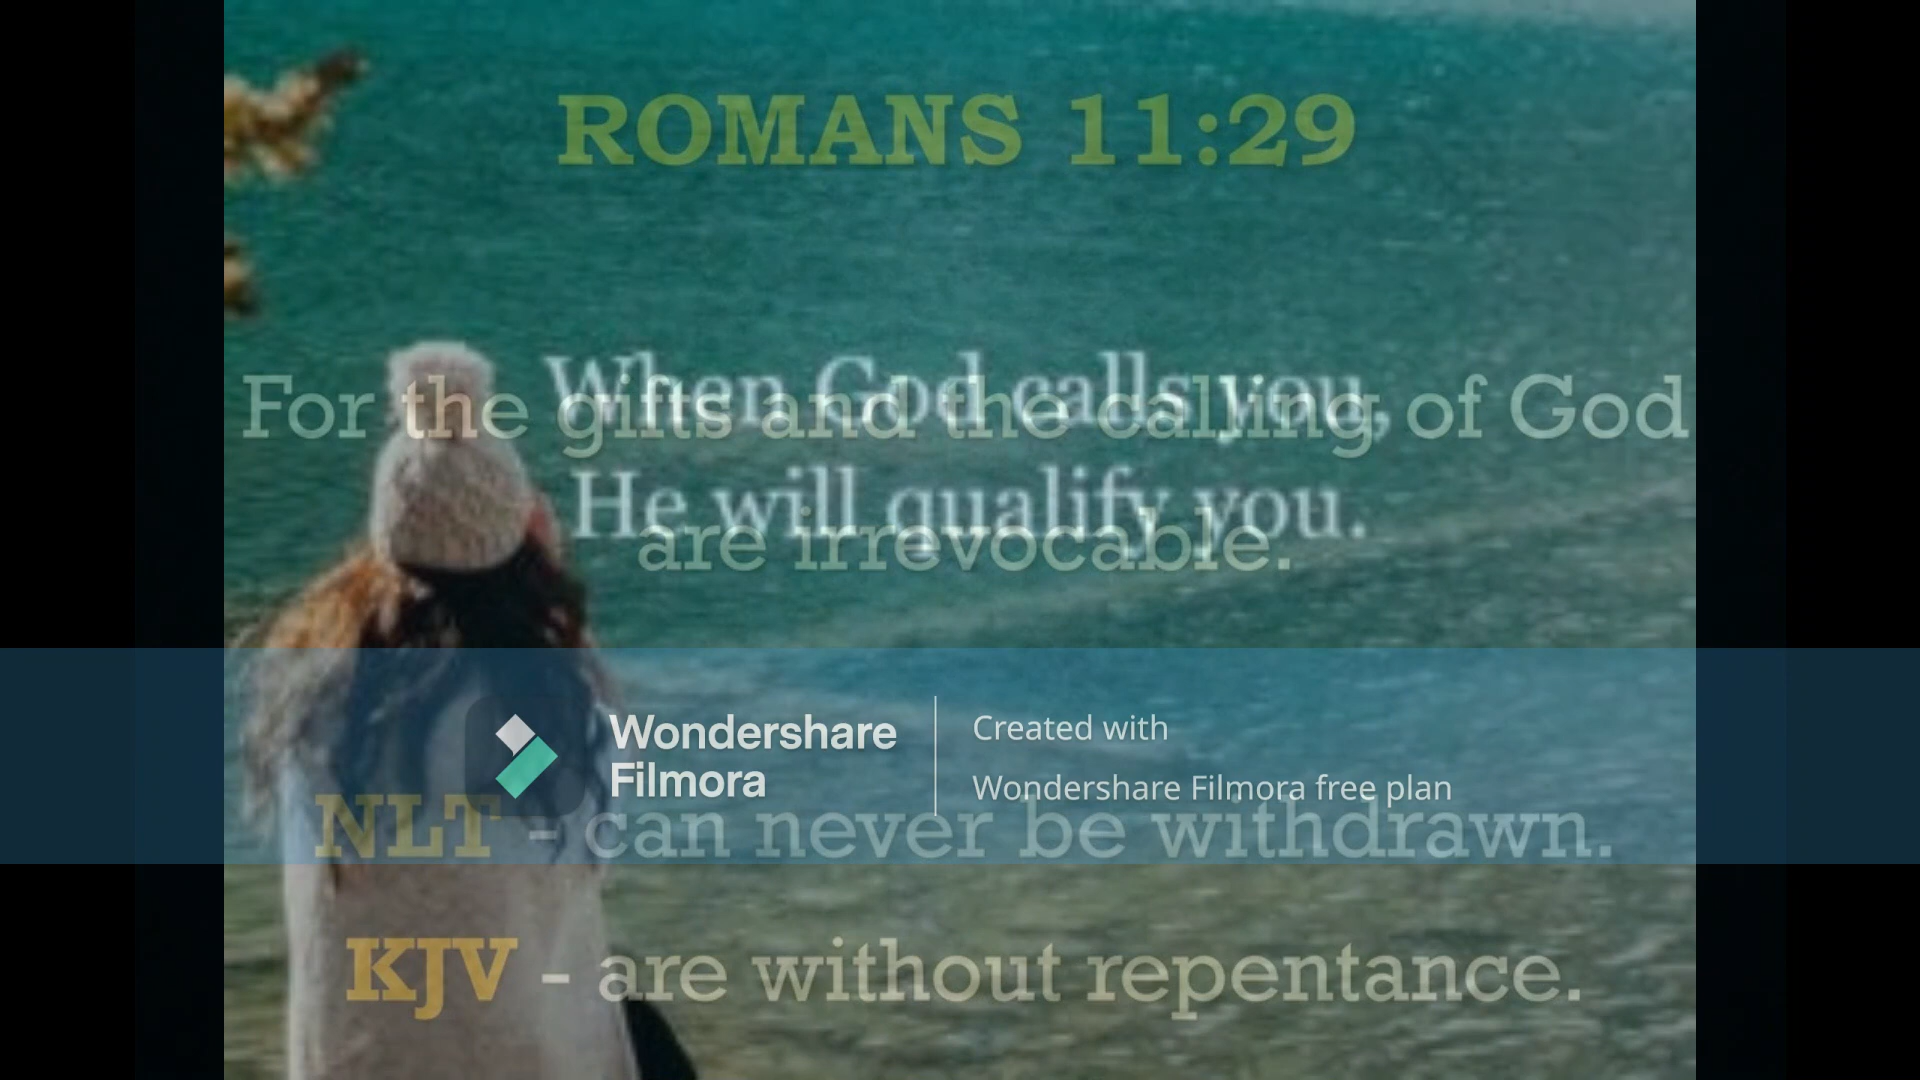 ROMANS 11:29
When God calls you,
For the gifts and the calling of God
He will qualify you.
are irrevocable.
Wondershare
Filmora
Created with
Wondershare Filmora free plan
NLT - can never be withdrawn.
KJV - are without repentance.